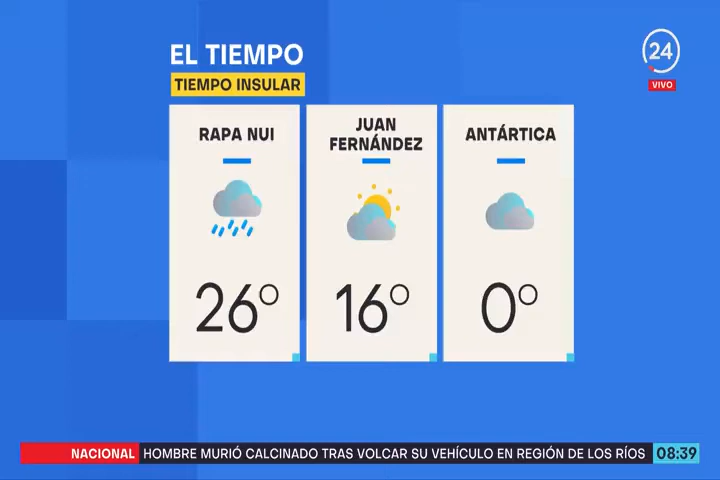 EL TIEMPO
TIEMPO INSULAR
24
VIVO
RAPA NUI
26°
JUAN
FERNÁNDEZ
16°
ANTÁRTICA
0°
NACIONAL HOMBRE MURIÓ CALCINADO TRAS VOLCAR SU VEHÍCULO EN REGIÓN DE LOS RÍOS 08:39